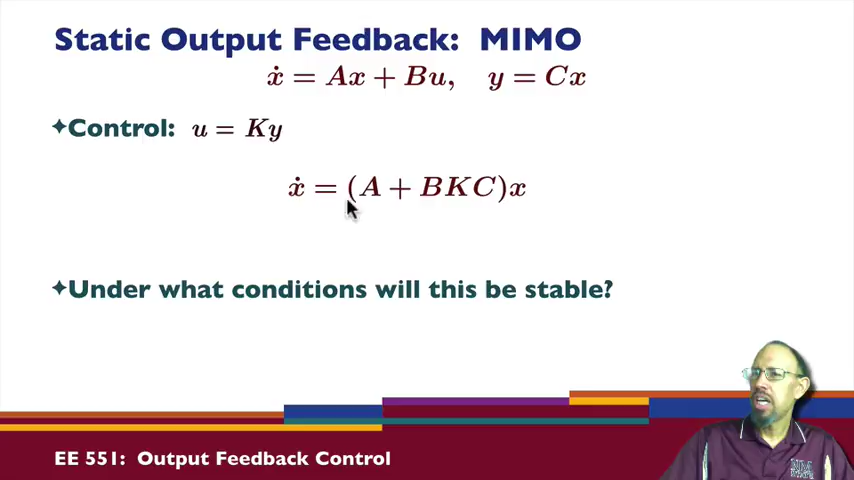 Static Output Feedback: MIMO
ẋ = Ax + Bu, y = Cx
✦Control: u = Ky
ẋ = (A + BKC)x
✦Under what conditions will this be stable?
EE 551: Output Feedback Control
NM